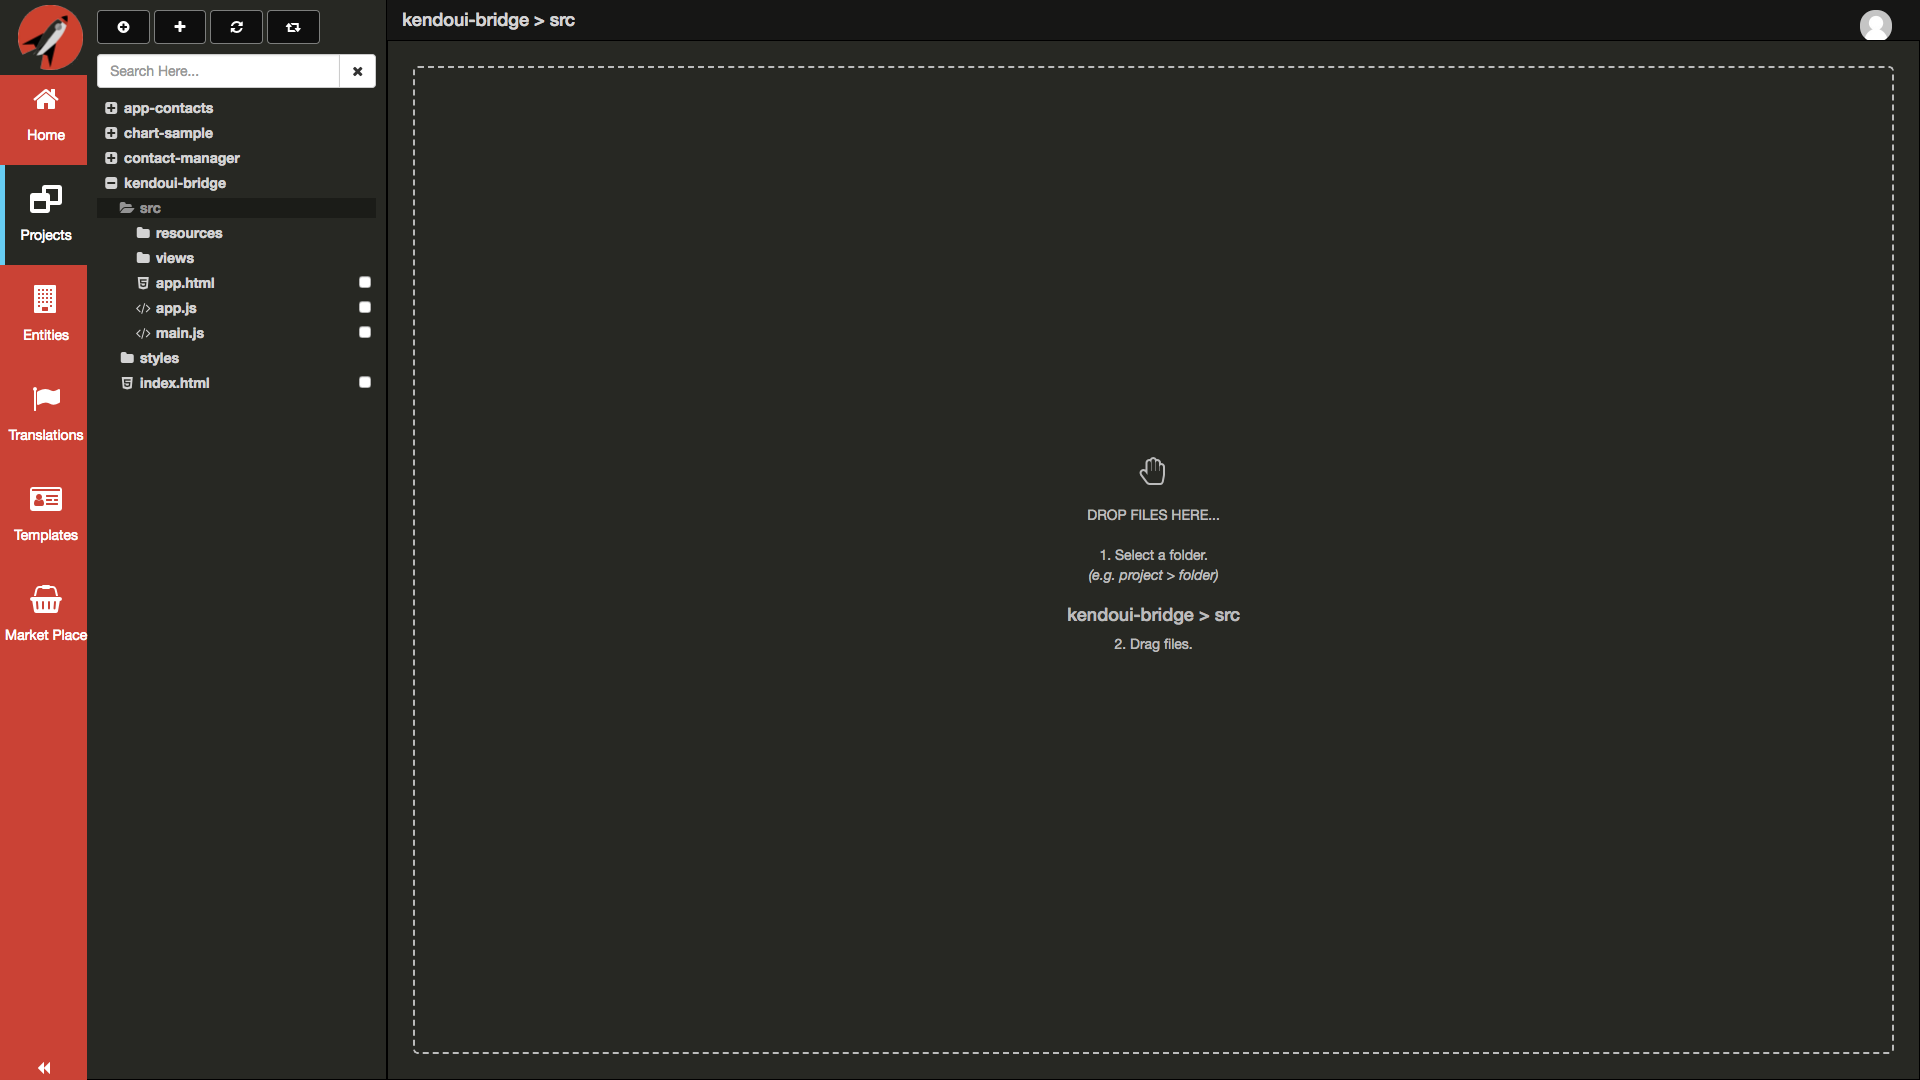 kendoui-bridge > src
Search Here...
Home
Projects
Entities
Translations
Templates
Market Place
app-contacts
chart-sample
contact-manager
kendoui-bridge
src
resources
views
app.html
app.js
main.js
styles
index.html
DROP FILES HERE...
1. Select a folder.
(e.g. project > folder)
kendoui-bridge > src
2. Drag files.